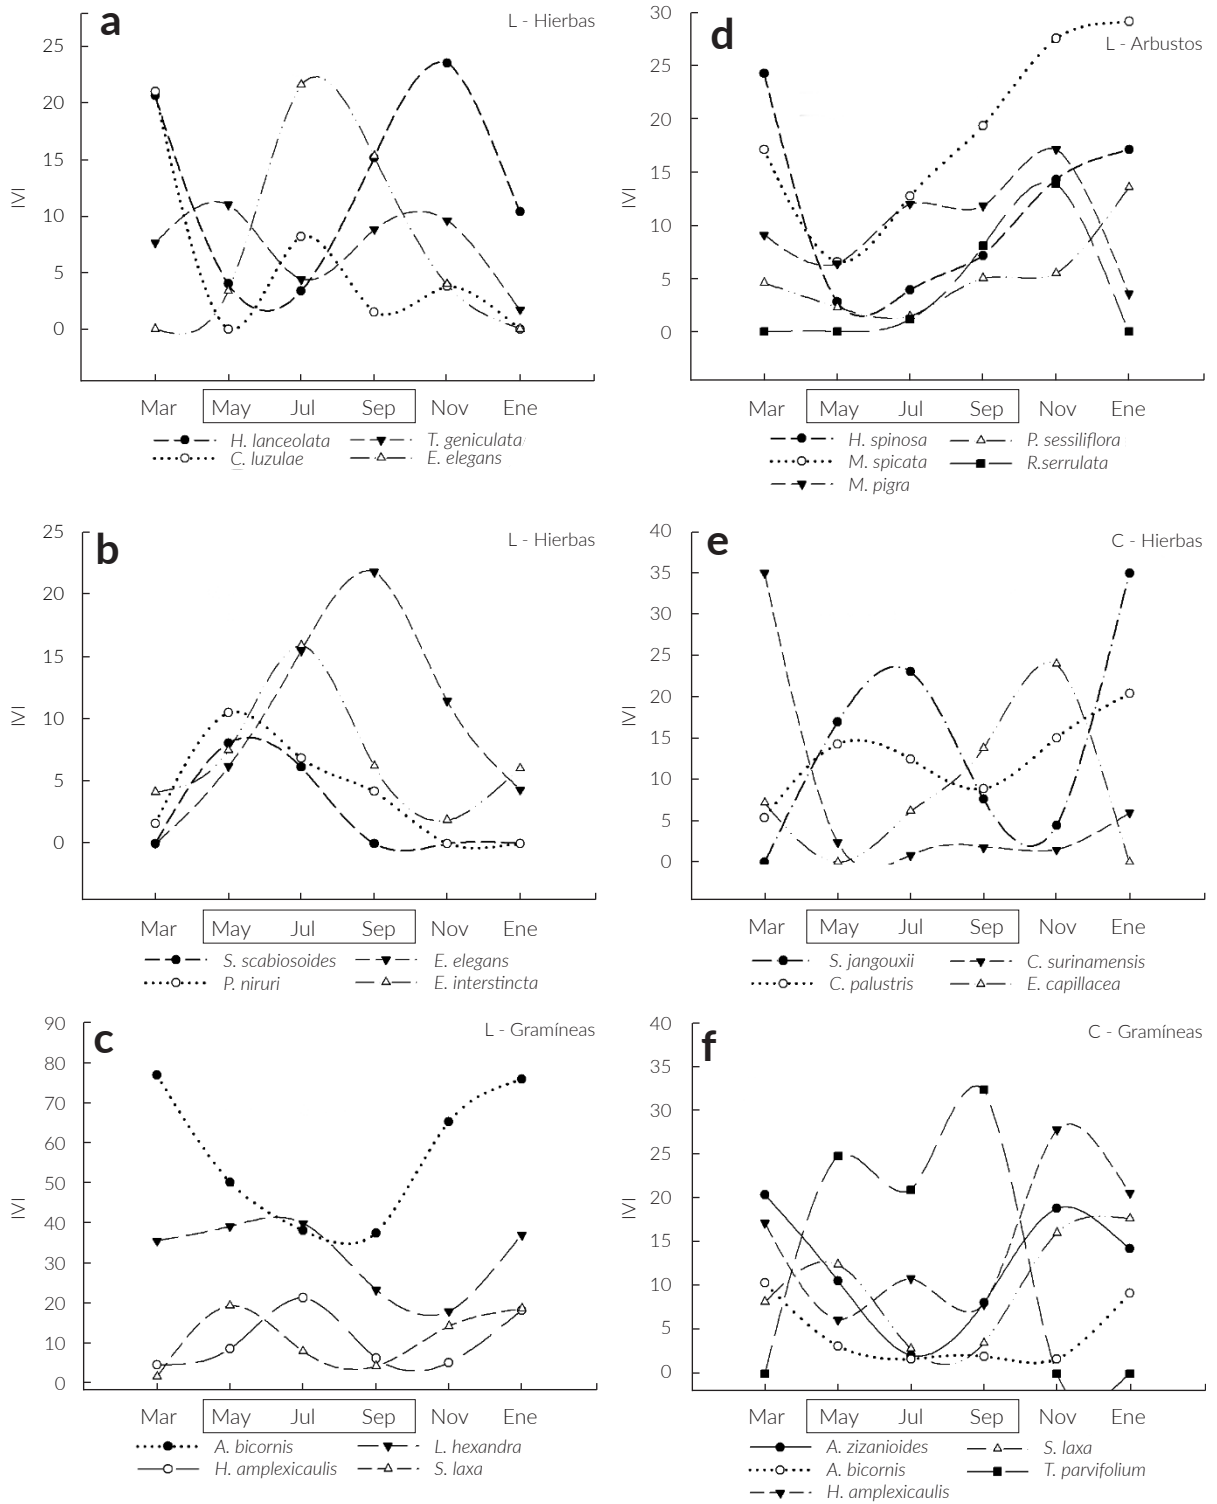 a
L - Hierbas
25
20
15
10
5
0
IVI
Mar May Jul Sep Nov Ene
H. lanceolata T. geniculata
C. luzulae E. elegans
d
L - Arbustos
30
25
20
15
10
5
0
IVI
Mar May Jul Sep Nov Ene
H. spinosa P. sessiliflora
M. spicata R.serrulata
M. pigra
b
L - Hierbas
25
20
15
10
5
0
IVI
Mar May Jul Sep Nov Ene
S. scabiosoides E. elegans
P. niruri E. interstincta
e
C - Hierbas
40
35
30
25
20
15
10
5
0
IVI
Mar May Jul Sep Nov Ene
S. jangouxii C. surinamensis
C. palustris E. capillacea
c
L - Gramíneas
90
80
70
60
50
40
30
20
10
0
IVI
Mar May Jul Sep Nov Ene
A. bicornis L. hexandra
H. amplexicaulis S. laxa
f
C - Gramíneas
40
35
30
25
20
15
10
5
0
IVI
Mar May Jul Sep Nov Ene
A. zizanioides S. laxa
A. bicornis T. parvifolium
H. amplexicaulis